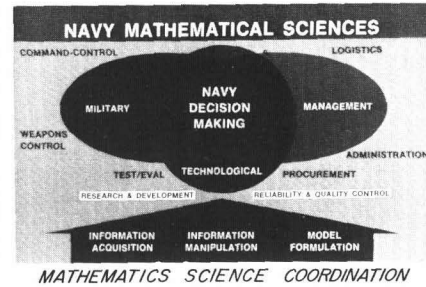 NAVY MATHEMATICAL SCIENCES
COMMAND-CONTROL
LOGISTICS
NAVY
DECISION
MAKING
MILITARY
MANAGEMENT
WEAPONS
CONTROL
ADMINISTRATION
TEST/EVAL
TECHNOLOGICAL
PROCUREMENT
RESEARCH & DEVELOPMENT
RELIABILITY & QUALITY CONTROL
INFORMATION
ACQUISITION
INFORMATION
MANIPULATION
MODEL
FORMULATION
MATHEMATICS SCIENCE COORDINATION